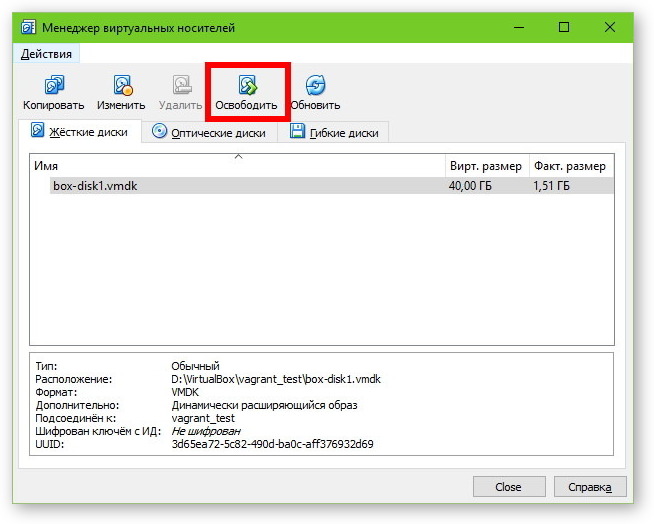 Менеджер виртуальных носителей
Действия
Копировать Изменить Удалить Освободить Обновить
Жёсткие диски Оптические диски Гибкие диски
Имя Вирт. размер Факт. размер
box-disk1.vmdk 40,00 ГБ 1,51 ГБ
Тип: Обычный
Расположение: D:\VirtualBox\vagrant_test\box-disk1.vmdk
Формат: VMDK
Дополнительно: Динамически расширяющийся образ
Подсоединён к: vagrant_test
Шифрован ключём с ИД: Не шифрован
UUID: 3d65ea72-5c82-490d-ba0c-aff376932d69
Close Справка